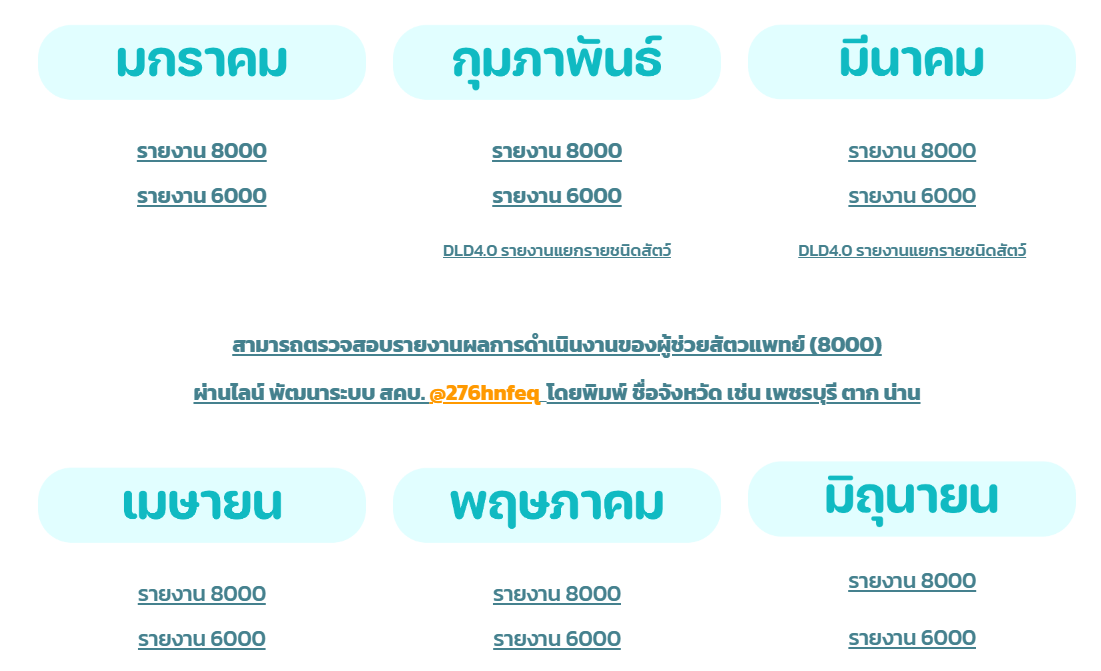 มกราคม
กุมภาพันธ์
มีนาคม
รายงาน 8000
รายงาน 8000
รายงาน 8000
รายงาน 6000
รายงาน 6000
รายงาน 6000
DLD4.0 รายงานแยกรายชนิดสัตว์
DLD4.0 รายงานแยกรายชนิดสัตว์
สามารถตรวจสอบรายงานผลการดำเนินงานของผู้ช่วยสัตวแพทย์ (8000)
ผ่านไลน์ พัฒนาระบบ สคบ. @276hnfeq โดยพิมพ์ ชื่อจังหวัด เช่น เพชรบุรี ตาก น่าน
เมษายน
พฤษภาคม
มิถุนายน
รายงาน 8000
รายงาน 8000
รายงาน 8000
รายงาน 6000
รายงาน 6000
รายงาน 6000